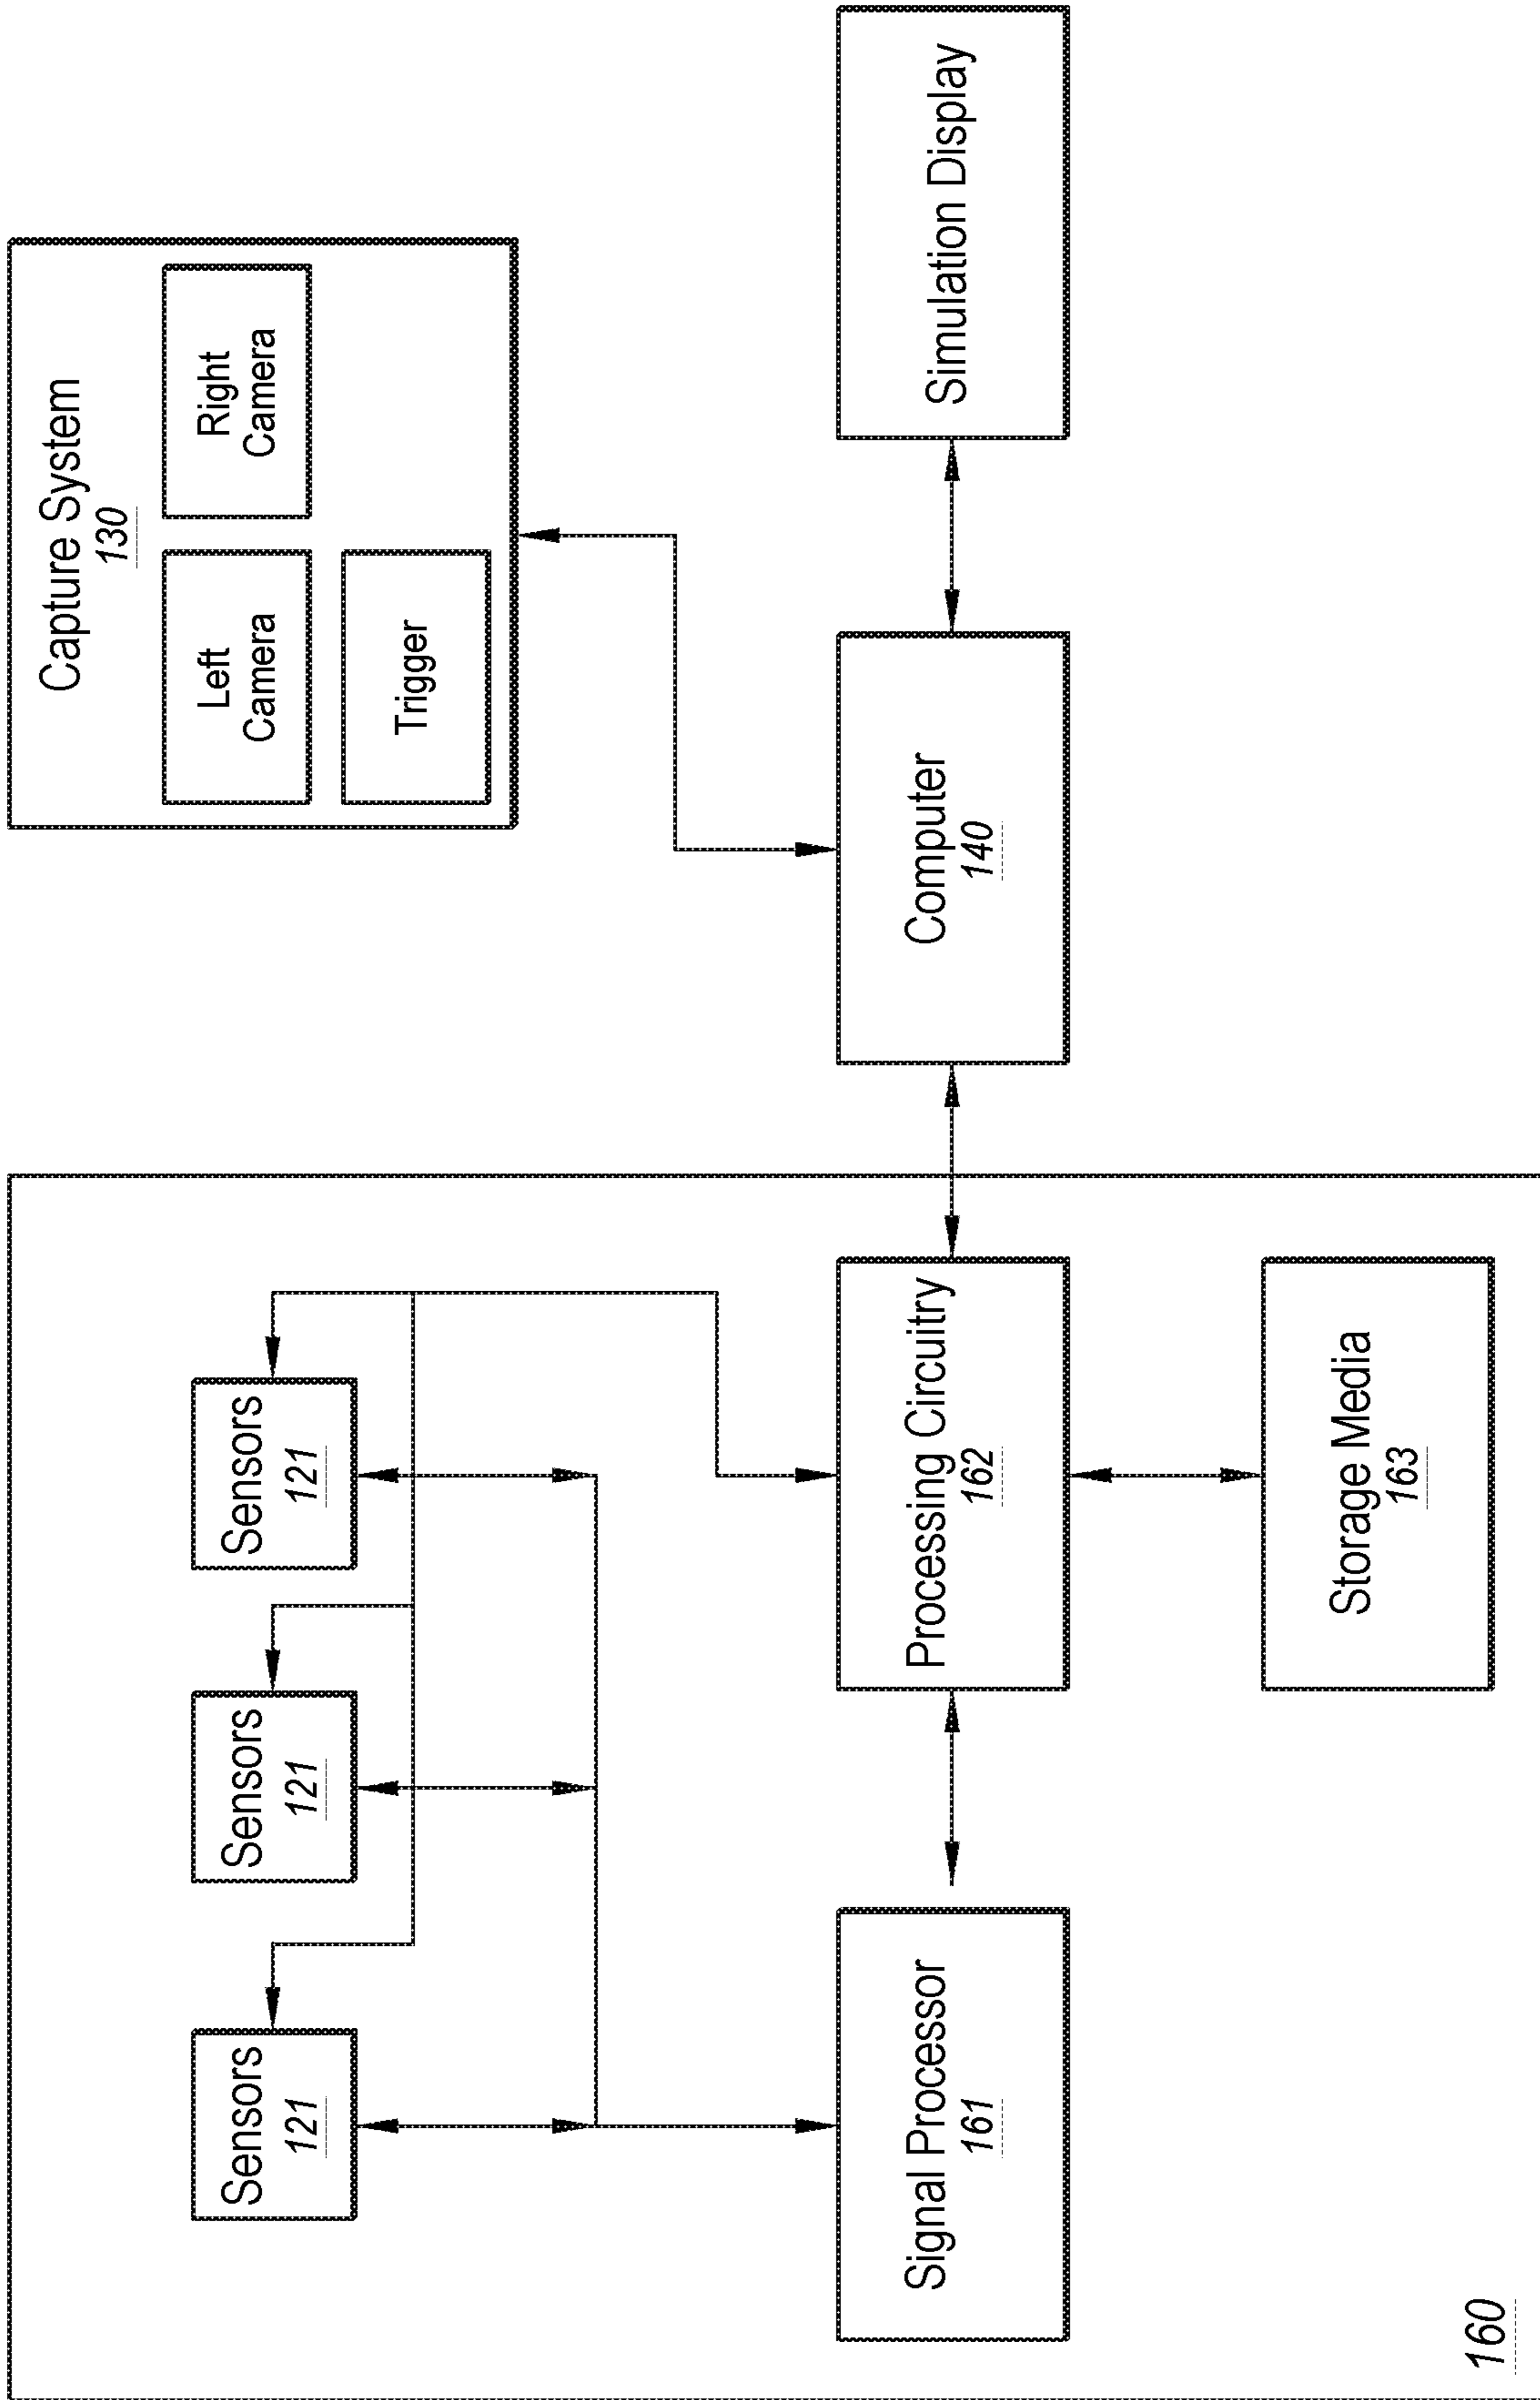 Sensors
121
Sensors
121
Sensors
121
Signal Processor
161
Processing Circuitry
162
Storage Media
163
160
Capture System
130
Left
Camera
Right
Camera
Trigger
Computer
140
Simulation Display